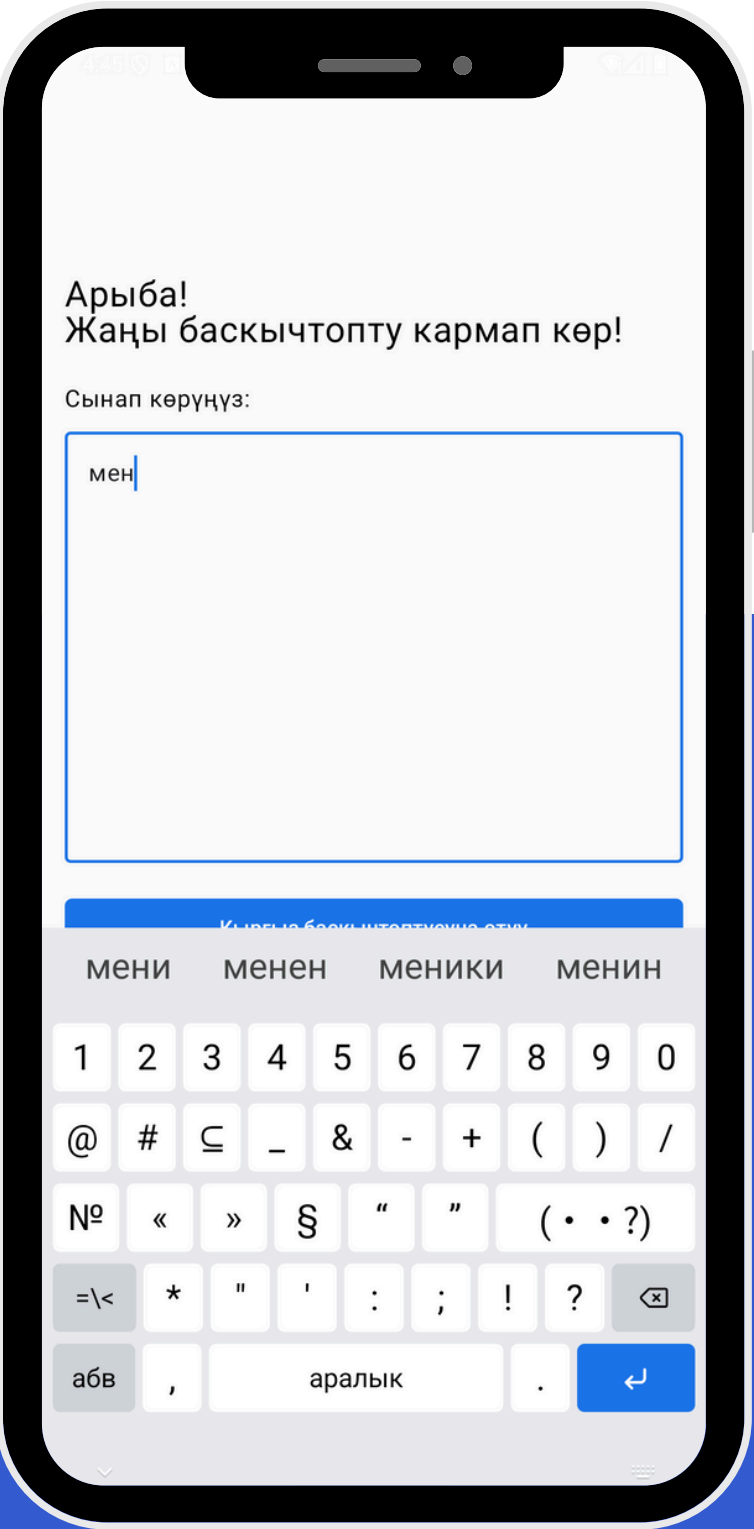 Арыба!
Жаңы баскычтопту кармап көр!
Сынап көрүңүз:
мен
мени менен меники менин
1 2 3 4 5 6 7 8 9 0
@ # ⊆ _ & - + ( ) /
№ « » § “ ” (・・?)
=\< * " ' : ; ! ?
абв , аралык .